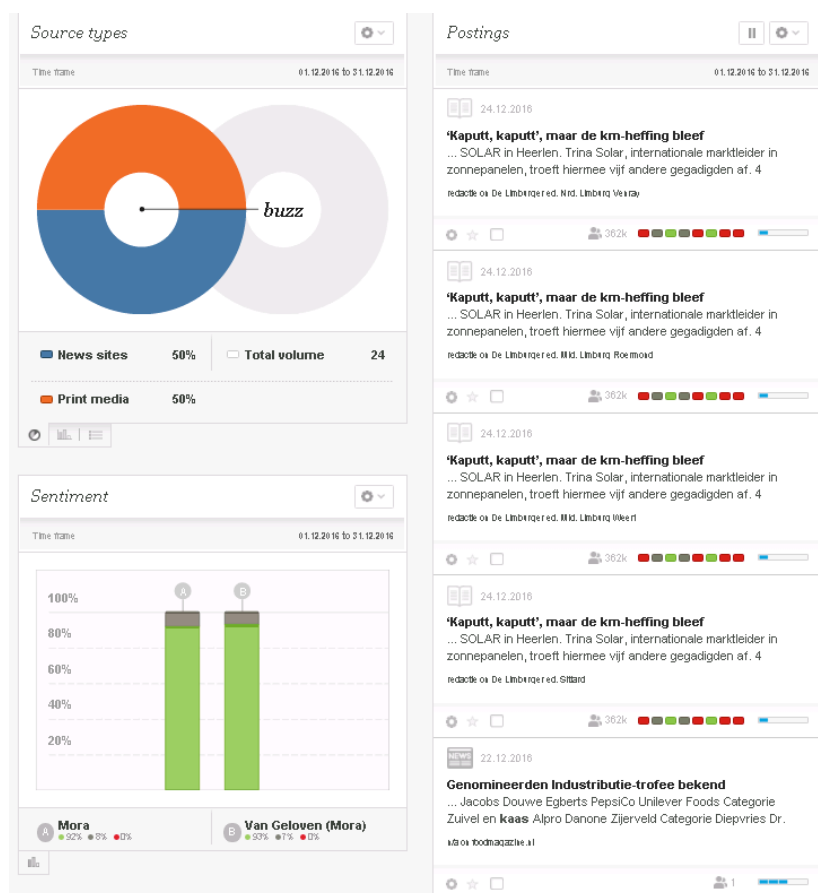 Source types
Time frame
01.12.2016 to 31.12.2016
buzz
News sites 50%
Total volume 24
Print media 50%
Sentiment
Time frame
01.12.2016 to 31.12.2016
100%
80%
60%
40%
20%
A
B
A Mora
92% 8% 0%
B Van Geloven (Mora)
93% 7% 0%
Postings
Time frame
01.12.2016 to 31.12.2016
24.12.2016
‘Kaputt, kaputt’, maar de km-heffing bleef
... SOLAR in Heerlen. Trina Solar, internationale marktleider in
zonnepanelen, troeft hiermee vijf andere gegadigden af. 4
redactie on De Limburger ed. Nrd. Limburg Venray
362k
24.12.2016
‘Kaputt, kaputt’, maar de km-heffing bleef
... SOLAR in Heerlen. Trina Solar, internationale marktleider in
zonnepanelen, troeft hiermee vijf andere gegadigden af. 4
redactie on De Limburger ed. Mid. Limburg Roermond
362k
24.12.2016
‘Kaputt, kaputt’, maar de km-heffing bleef
... SOLAR in Heerlen. Trina Solar, internationale marktleider in
zonnepanelen, troeft hiermee vijf andere gegadigden af. 4
redactie on De Limburger ed. Mid. Limburg Weert
362k
24.12.2016
‘Kaputt, kaputt’, maar de km-heffing bleef
... SOLAR in Heerlen. Trina Solar, internationale marktleider in
zonnepanelen, troeft hiermee vijf andere gegadigden af. 4
redactie on De Limburger ed. Sittard
362k
NEWS
22.12.2016
Genomineerden Industributie-trofee bekend
... Jacobs Douwe Egberts PepsiCo Unilever Foods Categorie
Zuivel en kaas Alpro Danone Zijerveld Categorie Diepvries Dr.
n/a on foodmagazine.nl
1